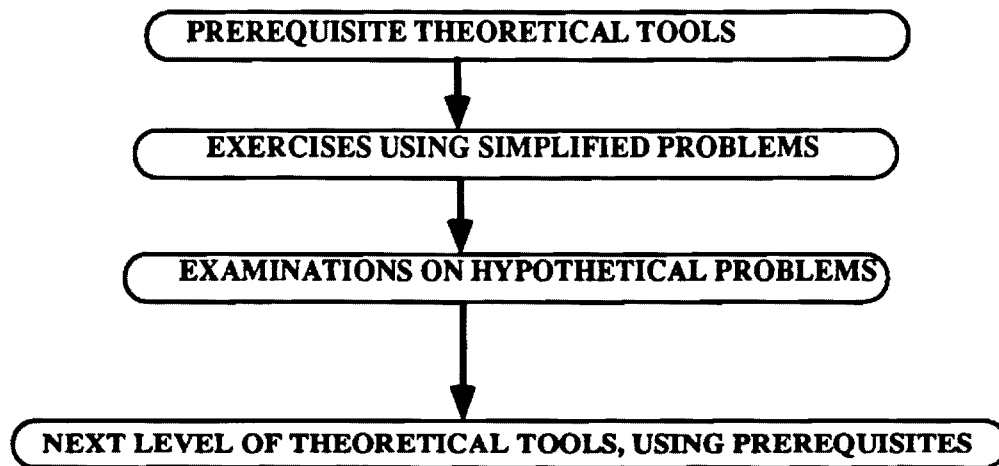 PREREQUISITE THEORETICAL TOOLS
EXERCISES USING SIMPLIFIED PROBLEMS
EXAMINATIONS ON HYPOTHETICAL PROBLEMS
NEXT LEVEL OF THEORETICAL TOOLS, USING PREREQUISITES